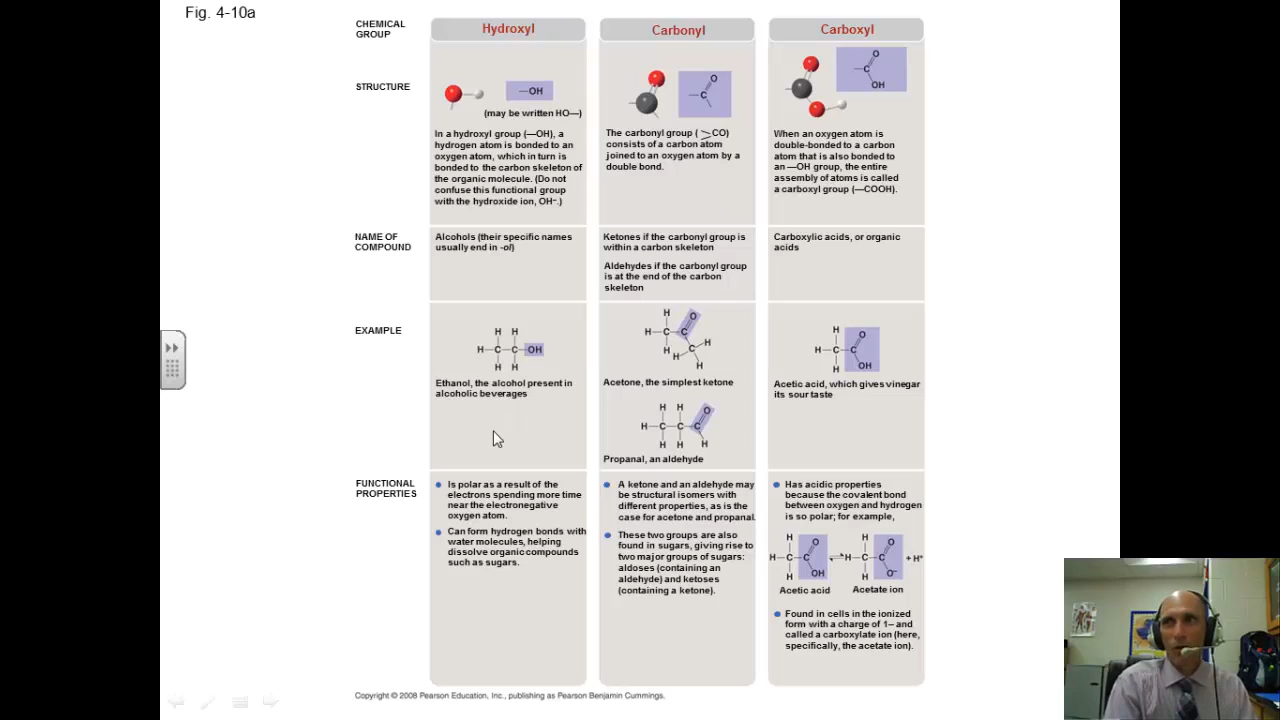 Fig. 4-10a
CHEMICAL
GROUP
Hydroxyl
Carbonyl
Carboxyl
STRUCTURE
—OH
(may be written HO—)
In a hydroxyl group (—OH), a
hydrogen atom is bonded to an
oxygen atom, which in turn is
bonded to the carbon skeleton of
the organic molecule. (Do not
confuse this functional group
with the hydroxide ion, OH⁻.)
O
C
The carbonyl group ( >CO)
consists of a carbon atom
joined to an oxygen atom by a
double bond.
O
C
OH
When an oxygen atom is
double-bonded to a carbon
atom that is also bonded to
an —OH group, the entire
assembly of atoms is called
a carboxyl group (—COOH).
NAME OF
COMPOUND
Alcohols (their specific names
usually end in -ol)
Ketones if the carbonyl group is
within a carbon skeleton
Aldehydes if the carbonyl group
is at the end of the carbon
skeleton
Carboxylic acids, or organic
acids
EXAMPLE
H H
H C C OH
H H
Ethanol, the alcohol present in
alcoholic beverages
H O
H C C
H H C H
H
Acetone, the simplest ketone
H H O
H C C C
H H H
Propanal, an aldehyde
H O
H C C
H OH
Acetic acid, which gives vinegar
its sour taste
FUNCTIONAL
PROPERTIES
Is polar as a result of the
electrons spending more time
near the electronegative
oxygen atom.
Can form hydrogen bonds with
water molecules, helping
dissolve organic compounds
such as sugars.
A ketone and an aldehyde may
be structural isomers with
different properties, as is the
case for acetone and propanal.
These two groups are also
found in sugars, giving rise to
two major groups of sugars:
aldoses (containing an
aldehyde) and ketoses
(containing a ketone).
Has acidic properties
because the covalent bond
between oxygen and hydrogen
is so polar; for example,
H O H O
H C C H C C + H⁺
H OH H O⁻
Acetic acid Acetate ion
Found in cells in the ionized
form with a charge of 1– and
called a carboxylate ion (here,
specifically, the acetate ion).
Copyright © 2008 Pearson Education, Inc., publishing as Pearson Benjamin Cummings.